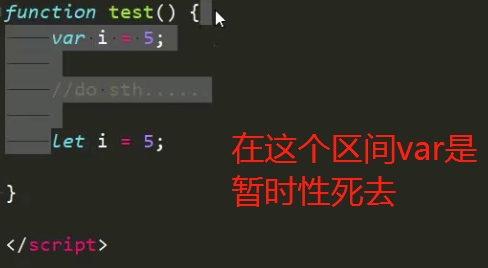 function test() {
var i = 5;
//do sth.....
let i = 5;
在这个区间var是
暂时性死去
}
</script>